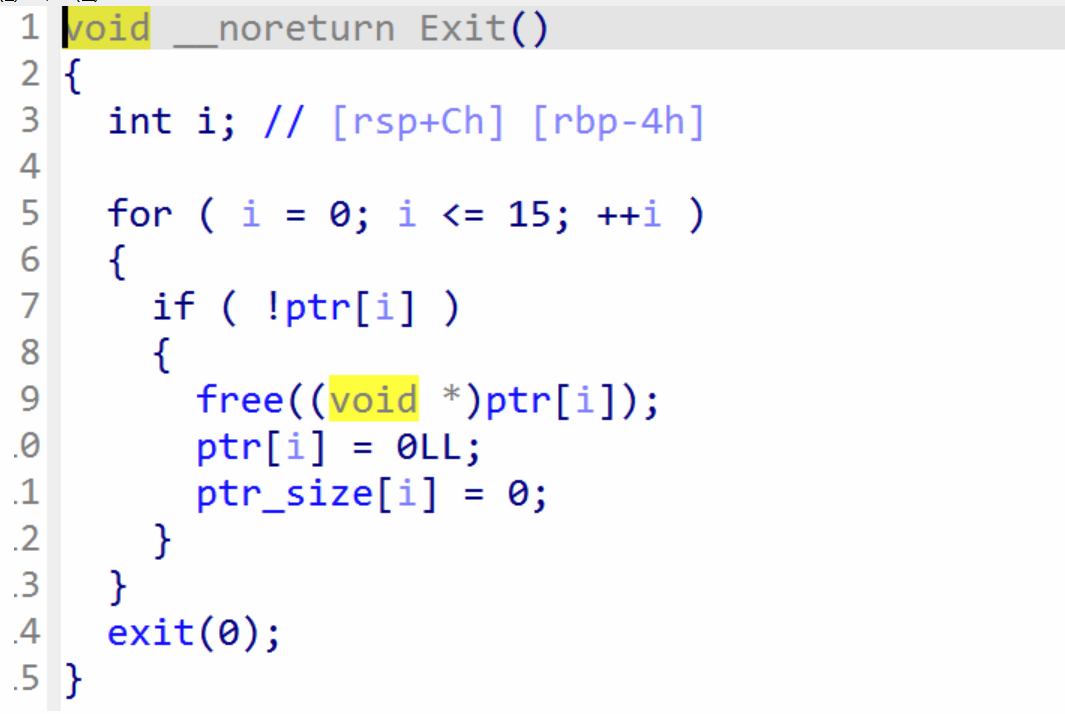 1 void __noreturn Exit()
2 {
3 int i; // [rsp+Ch] [rbp-4h]
4
5 for ( i = 0; i <= 15; ++i )
6 {
7 if ( !ptr[i] )
8 {
9 free((void *)ptr[i]);
.0 ptr[i] = 0LL;
.1 ptr_size[i] = 0;
.2 }
.3 }
.4 exit(0);
.5 }